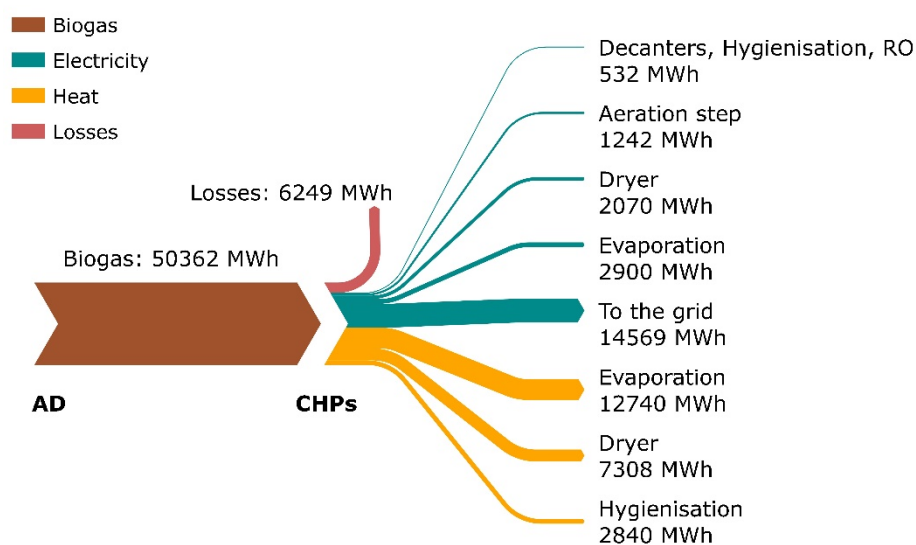 Biogas
Electricity
Heat
Losses
Losses: 6249 MWh
Biogas: 50362 MWh
AD
CHPs
Decanters, Hygienisation, RO
532 MWh
Aeration step
1242 MWh
Dryer
2070 MWh
Evaporation
2900 MWh
To the grid
14569 MWh
Evaporation
12740 MWh
Dryer
7308 MWh
Hygienisation
2840 MWh